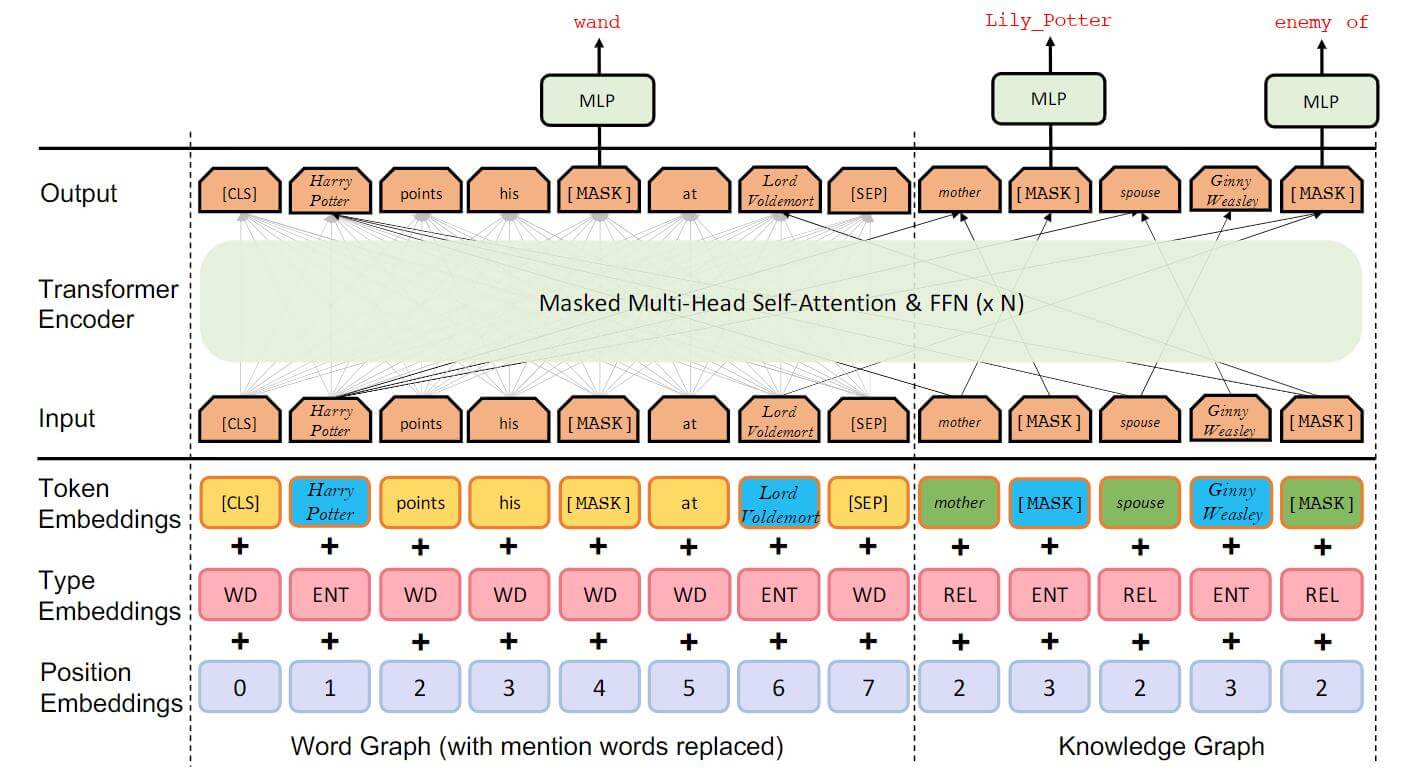 wand Lily_Potter enemy of
MLP MLP MLP
Output [CLS] Harry Potter points his [MASK] at Lord Voldemort [SEP] mother [MASK] spouse Ginny Weasley [MASK]
Transformer
Encoder
Masked Multi-Head Self-Attention & FFN (x N)
Input [CLS] Harry Potter points his [MASK] at Lord Voldemort [SEP] mother [MASK] spouse Ginny Weasley [MASK]
Token
Embeddings
[CLS] Harry Potter points his [MASK] at Lord Voldemort [SEP] mother [MASK] spouse Ginny Weasley [MASK]
+ + + + + + + + + + + + +
Type
Embeddings
WD ENT WD WD WD WD ENT WD REL ENT REL ENT REL
+ + + + + + + + + + + + +
Position
Embeddings
0 1 2 3 4 5 6 7 2 3 2 3 2
Word Graph (with mention words replaced) Knowledge Graph